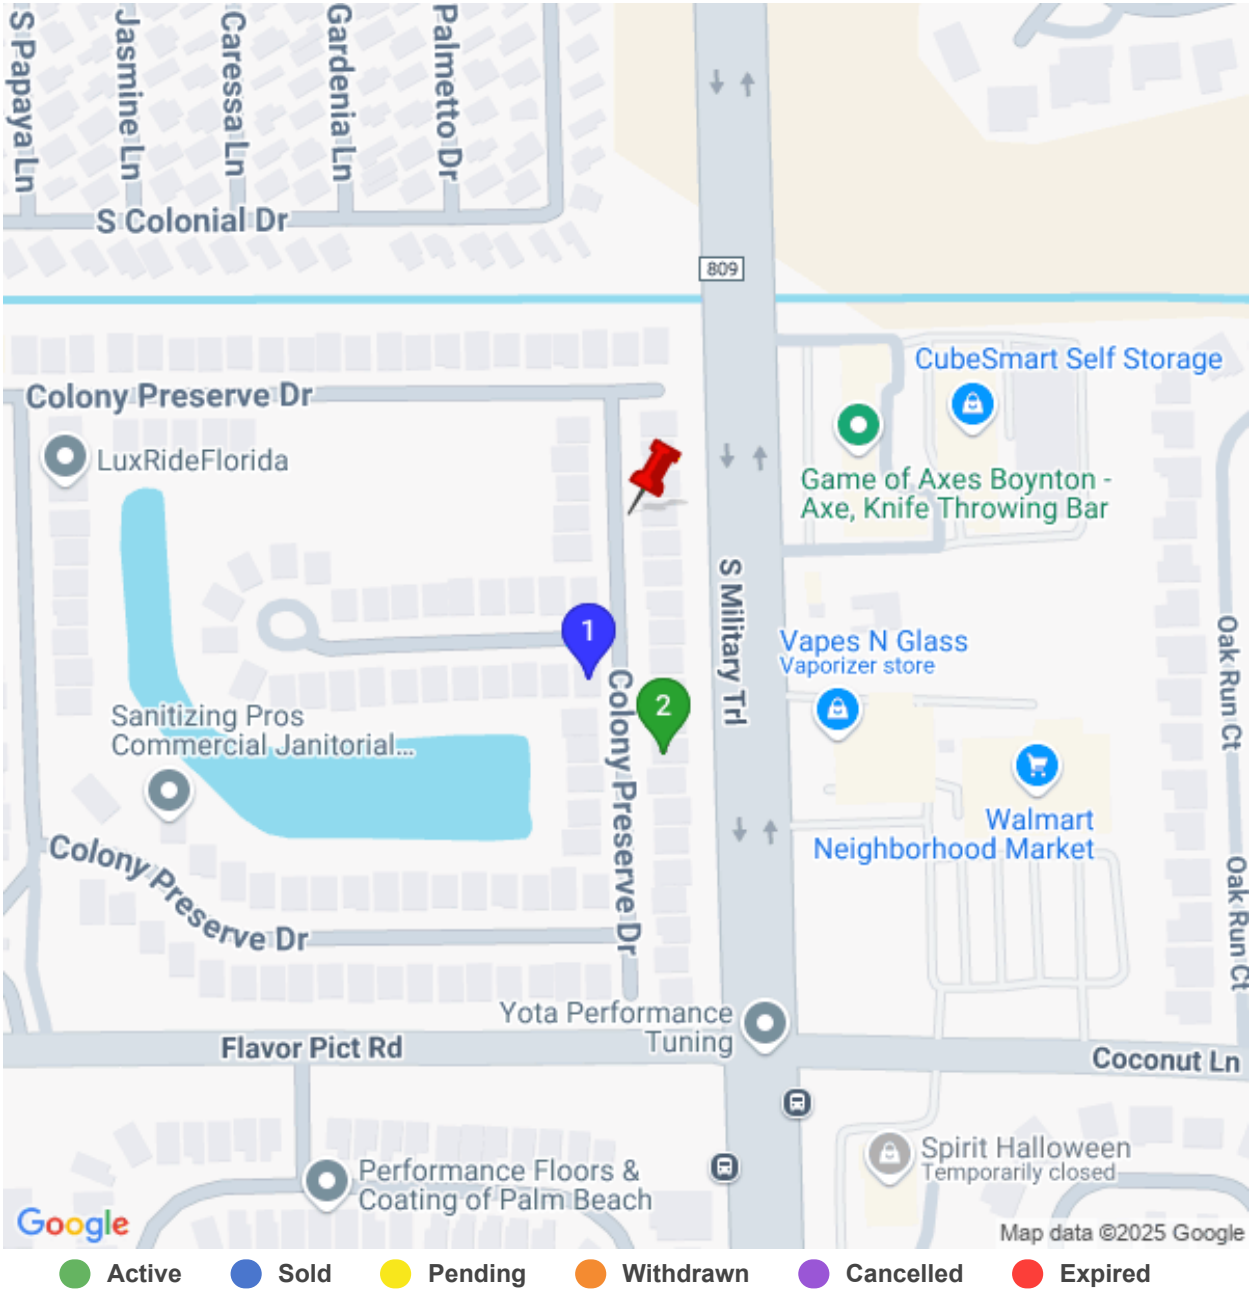 S Papaya Ln
Jasmine Ln
Caressa Ln
Gardenia Ln
Palmetto Dr
S Colonial Dr
809
CubeSmart Self Storage
Colony Preserve Dr
LuxRideFlorida
Game of Axes Boynton -
Axe, Knife Throwing Bar
S Military Trl
1
Vapes N Glass
Vaporizer store
Oak Run Ct
Colony Preserve Dr
2
Sanitizing Pros
Commercial Janitorial...
Walmart
Neighborhood Market
Colony Preserve Dr
Oak Run Ct
Yota Performance
Tuning
Flavor Pict Rd
Coconut Ln
Spirit Halloween
Temporarily closed
Performance Floors &
Coating of Palm Beach
Google
Map data ©2025 Google
Active Sold Pending Withdrawn Cancelled Expired